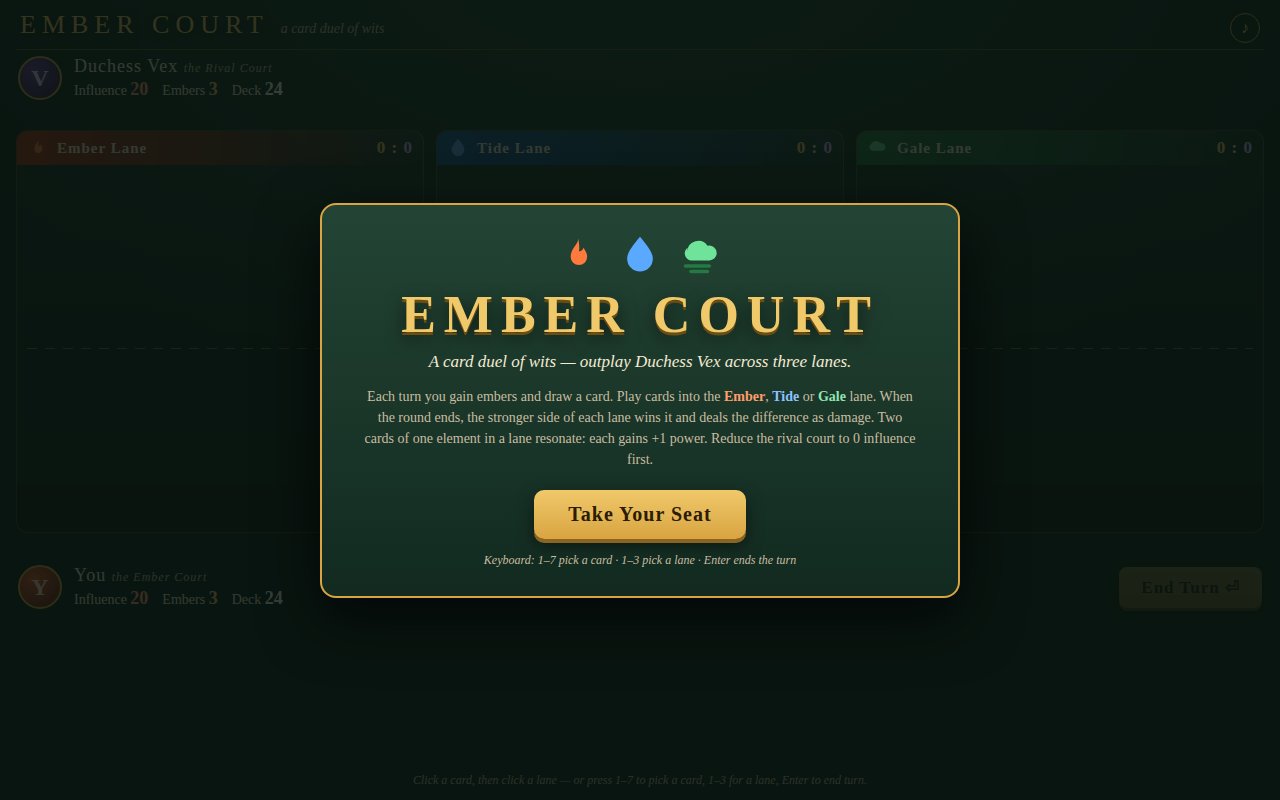 EMBER COURT a card duel of wits
♪
V
Duchess Vex the Rival Court
Influence 20 Embers 3 Deck 24
Ember Lane 0 : 0
Tide Lane 0 : 0
Gale Lane 0 : 0
EMBER COURT
A card duel of wits — outplay Duchess Vex across three lanes.
Each turn you gain embers and draw a card. Play cards into the Ember, Tide or Gale lane. When
the round ends, the stronger side of each lane wins it and deals the difference as damage. Two
cards of one element in a lane resonate: each gains +1 power. Reduce the rival court to 0 influence
first.
Take Your Seat
Keyboard: 1–7 pick a card · 1–3 pick a lane · Enter ends the turn
Y
You the Ember Court
Influence 20 Embers 3 Deck 24
End Turn ⏎
Click a card, then click a lane — or press 1–7 to pick a card, 1–3 for a lane, Enter to end turn.